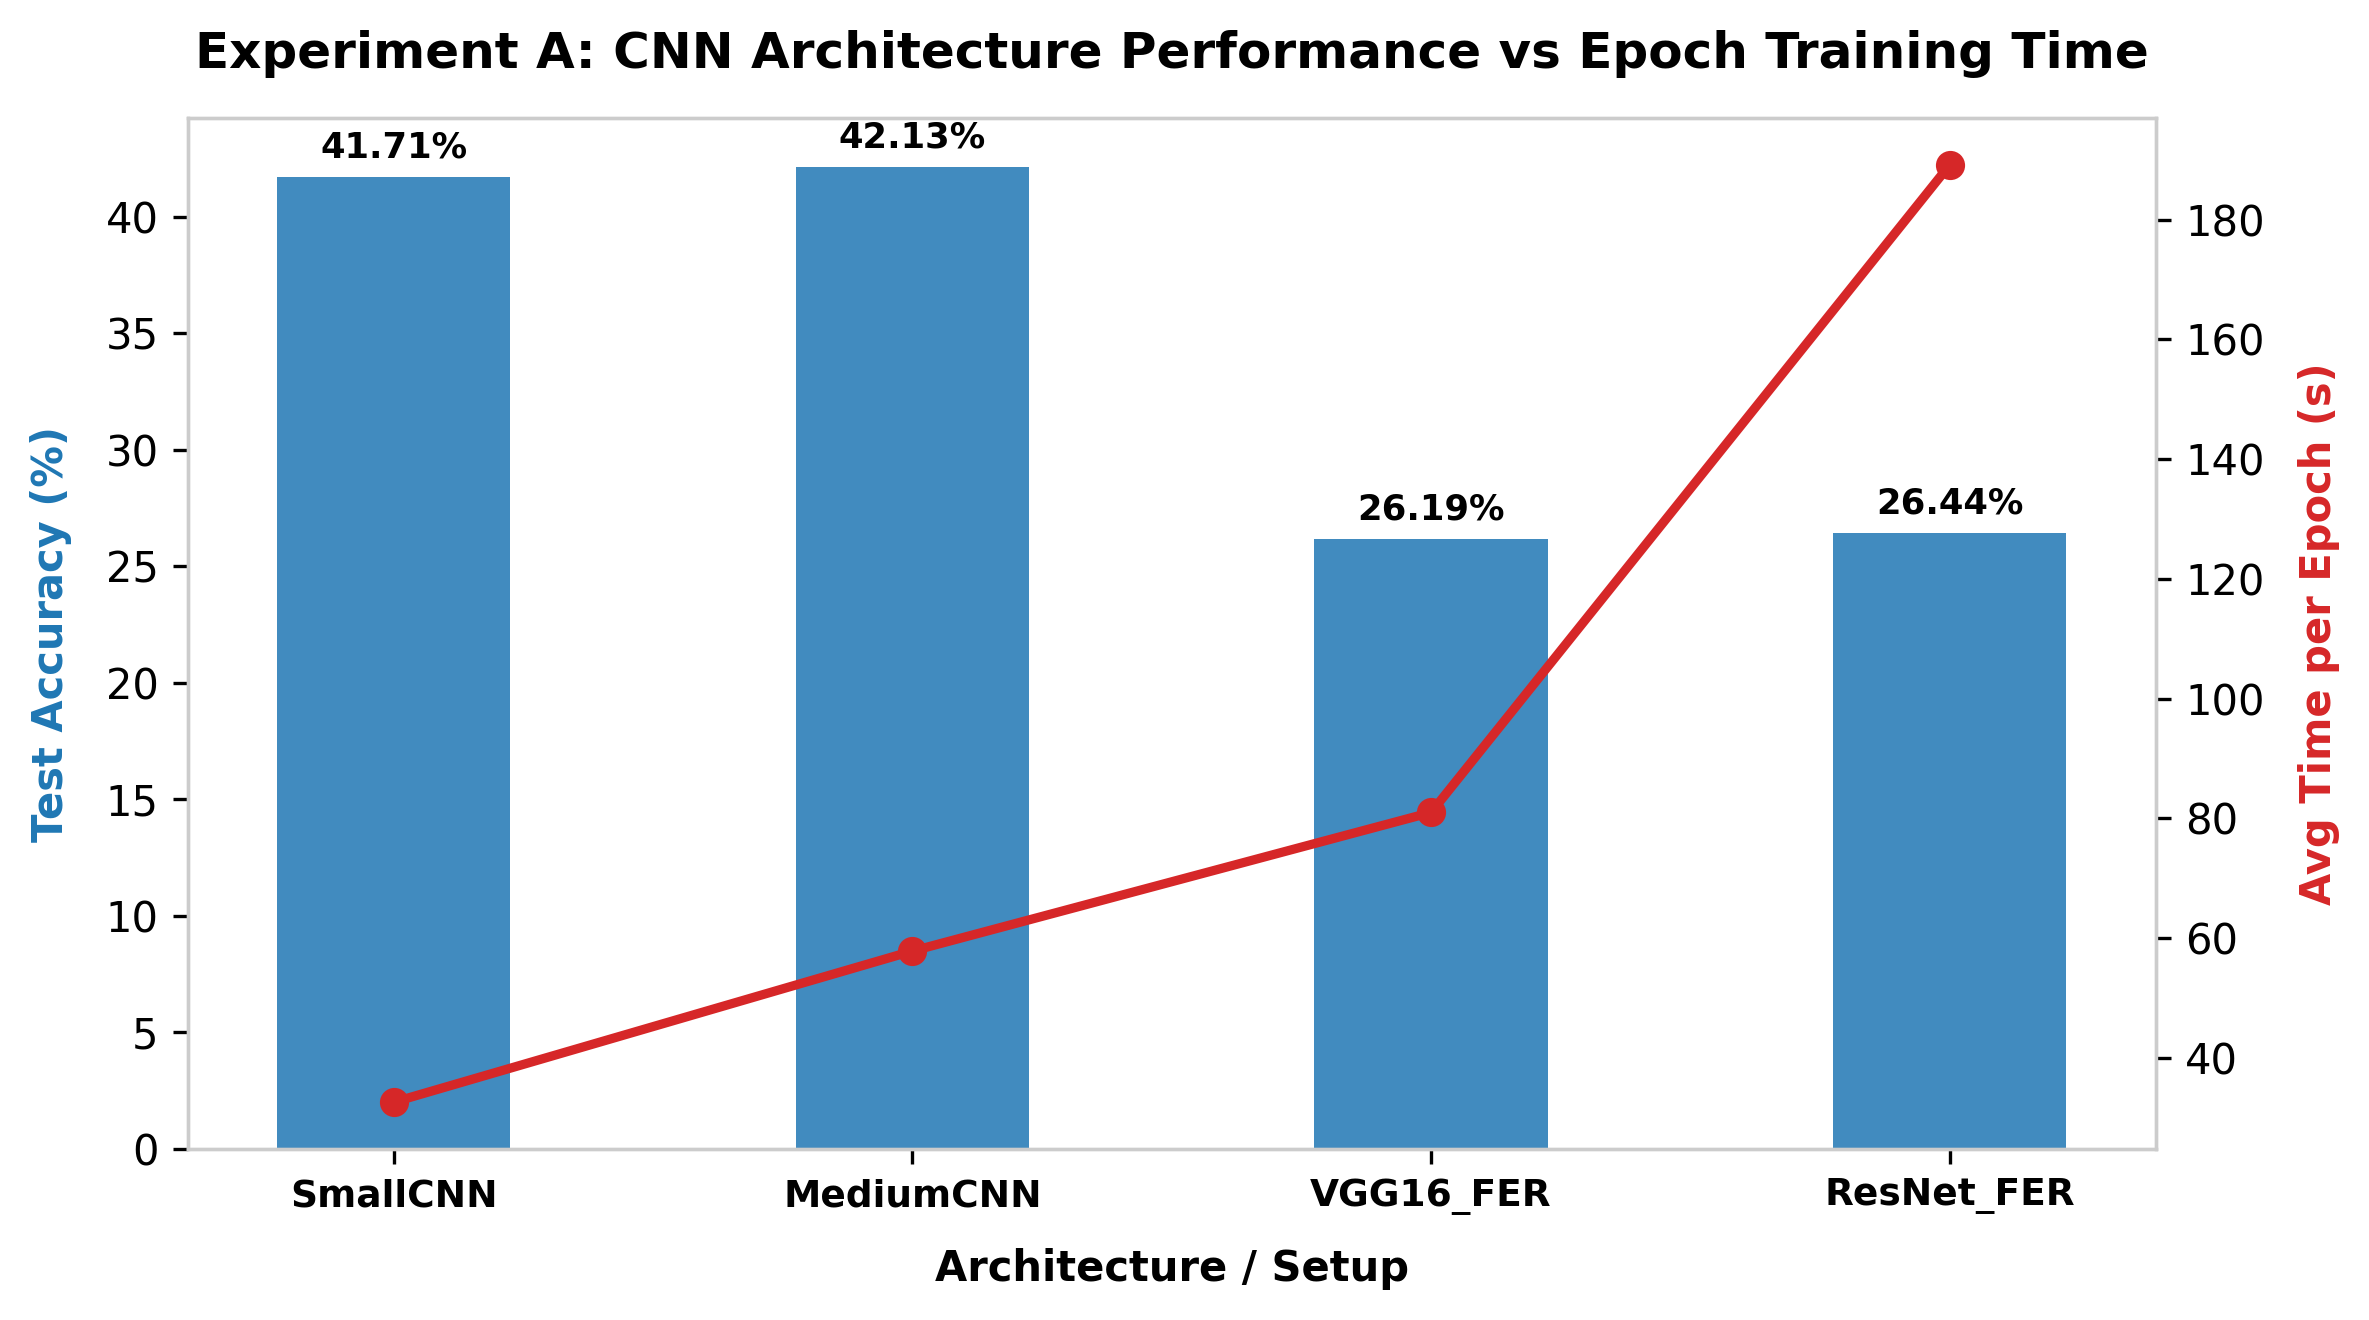 Experiment A: CNN Architecture Performance vs Epoch Training Time
41.71%
42.13%
26.19%
26.44%
Test Accuracy (%)
40
35
30
25
20
15
10
5
0
180
160
140
120
100
80
60
40
Avg Time per Epoch (s)
SmallCNN
MediumCNN
VGG16_FER
ResNet_FER
Architecture / Setup